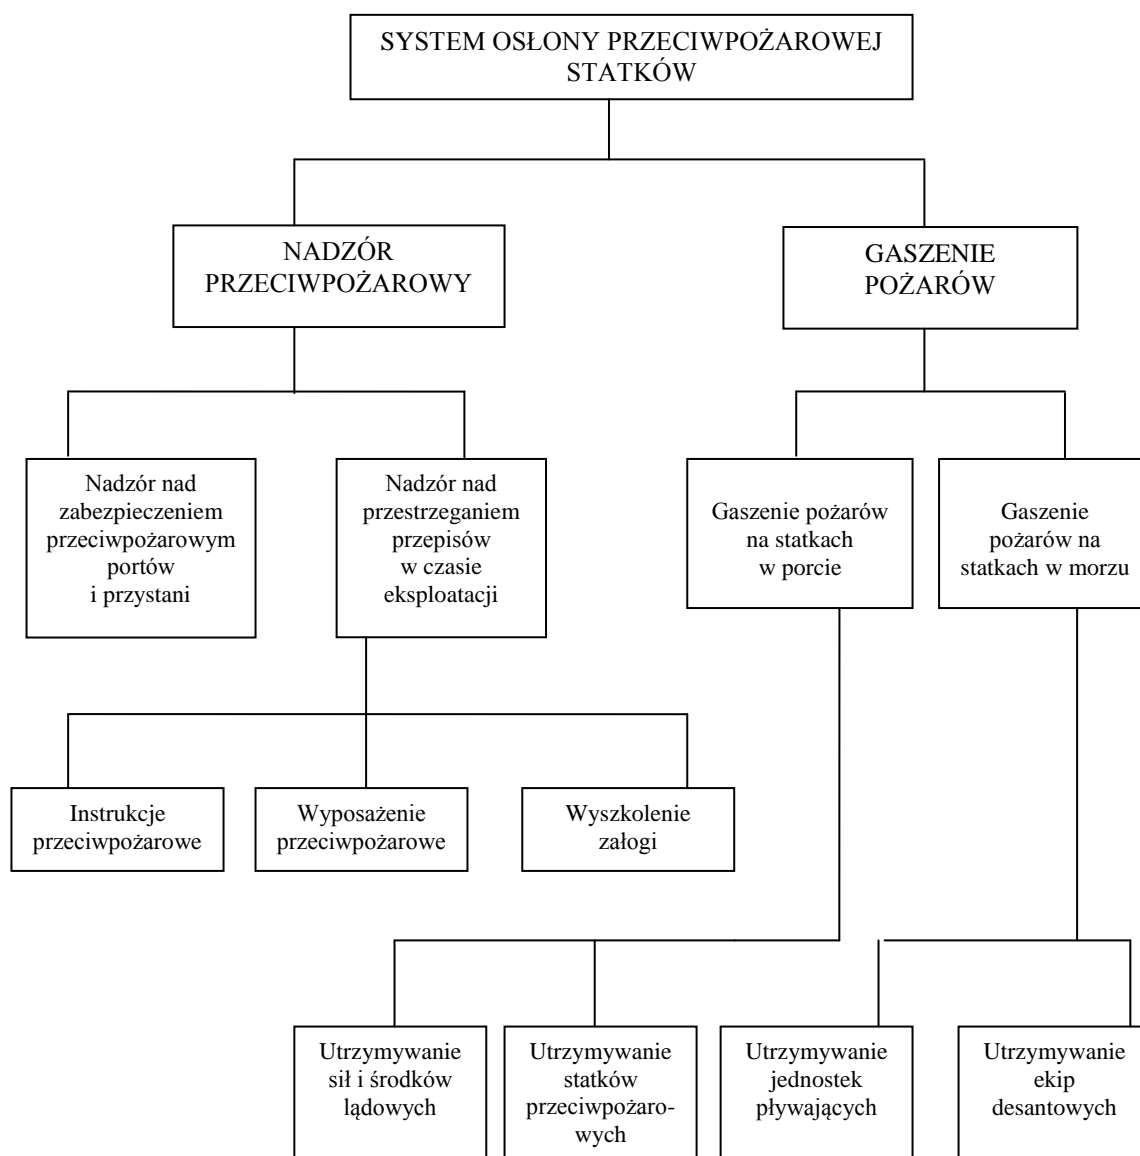 SYSTEM OSŁONY PRZECIWPOŻAROWEJ
STATKÓW
NADZÓR
PRZECIWPOŻAROWY
GASZENIE
POŻARÓW
Nadzór nad
zabezpieczeniem
przeciwpożarowym
portów
i przystani
Nadzór nad
przestrzeganiem
przepisów
w czasie
eksploatacji
Gaszenie pożarów
na statkach
w porcie
Gaszenie
pożarów na
statkach w morzu
Instrukcje
przeciwpożarowe
Wyposażenie
przeciwpożarowe
Wyszkolenie
załogi
Utrzymywanie
sił i środków
lądowych
Utrzymywanie
statków
przeciwpożaro-
wych
Utrzymywanie
jednostek
pływających
Utrzymywanie
ekip
desantowych